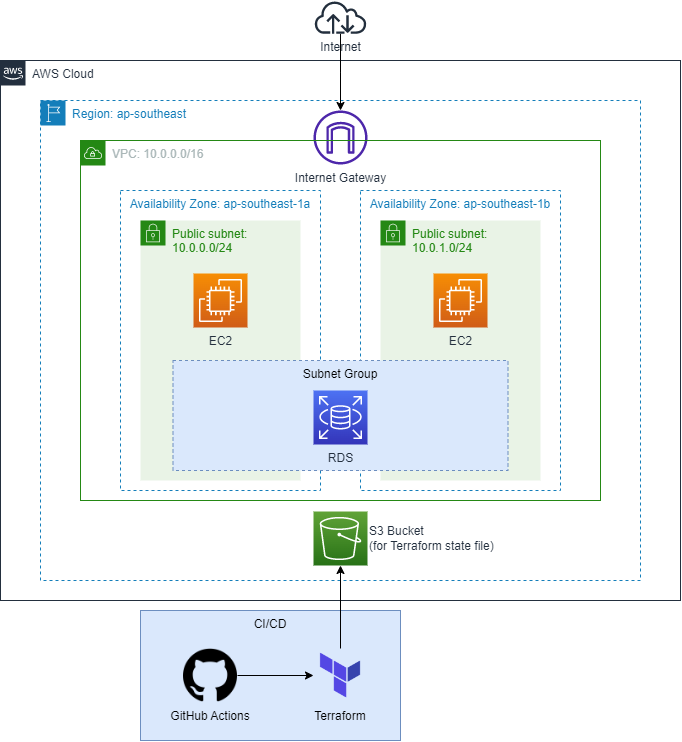 Internet
aws
AWS Cloud
Region: ap-southeast
VPC: 10.0.0.0/16
Internet Gateway
Availability Zone: ap-southeast-1a
Availability Zone: ap-southeast-1b
Public subnet:
10.0.0.0/24
Public subnet:
10.0.1.0/24
EC2
EC2
Subnet Group
RDS
S3 Bucket
(for Terraform state file)
CI/CD
GitHub Actions
Terraform